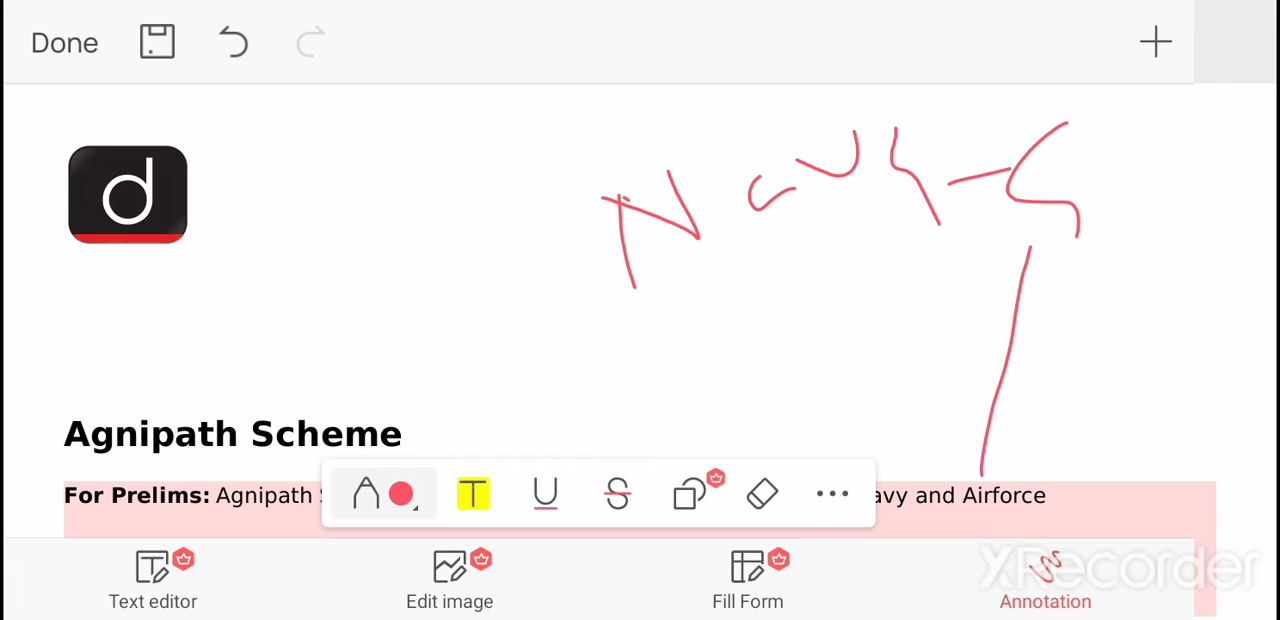 Done
d
Agnipath Scheme
For Prelims: Agnipath avy and Airforce
T U S
Text editor Edit image Fill Form Annotation
XRecorder